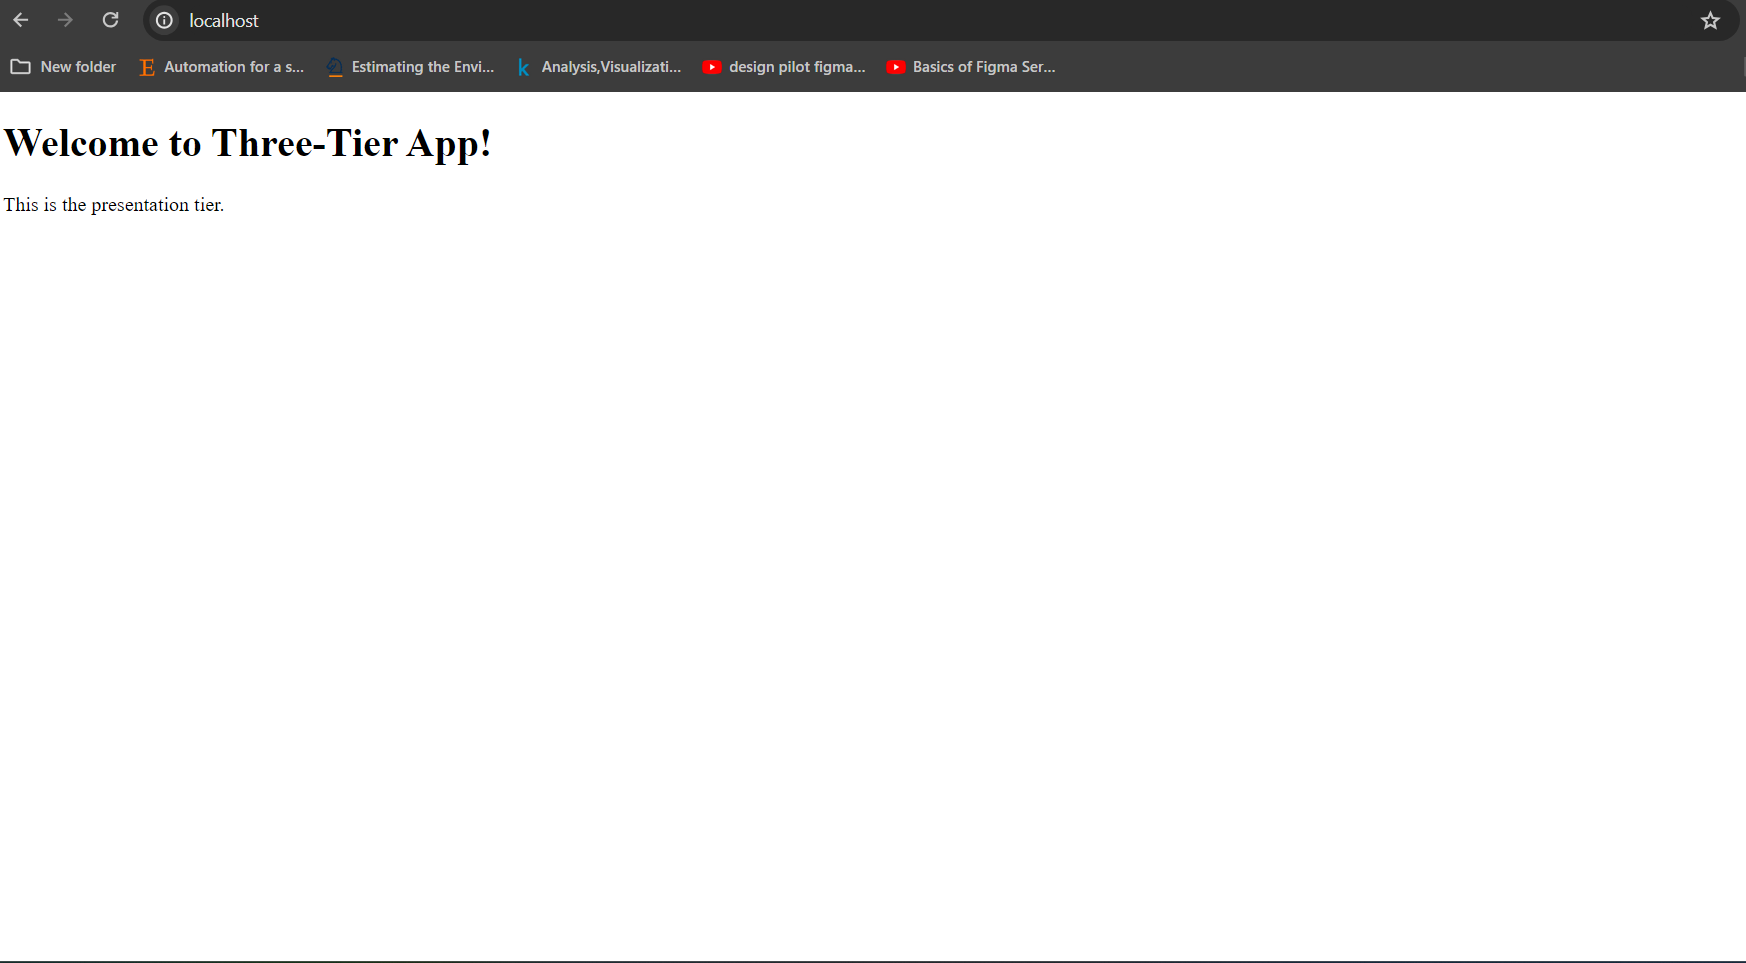 localhost
New folder
Automation for a s...
Estimating the Envi...
Analysis,Visualizati...
design pilot figma...
Basics of Figma Ser...
Welcome to Three-Tier App!
This is the presentation tier.